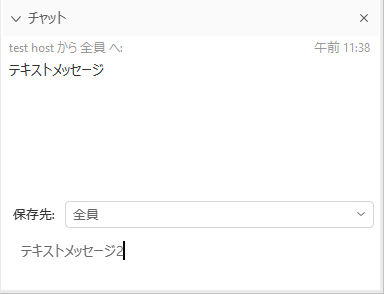 チャット
test host から 全員 へ: 午前 11:38
テキストメッセージ
保存先: 全員
テキストメッセージ2